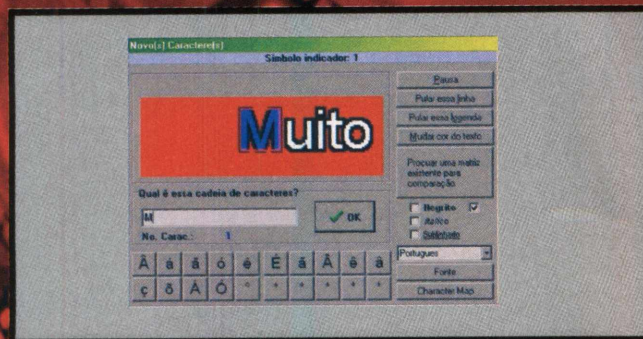 Novo(s) Caractere(s)
Símbolo indicador: 1
Muito
Qual é essa cadeia de caracteres?
M
OK
No. Carac.: 1
Pausa
Pular essa linha
Pular essa legenda
Mudar cor do texto
Procurar uma matriz
existente para
comparação
Negrito
Itálico
Sublinhado
Portugues
Fonte
Character Map
Â á ã ó é É ã Â ê à
ç õ À Ó